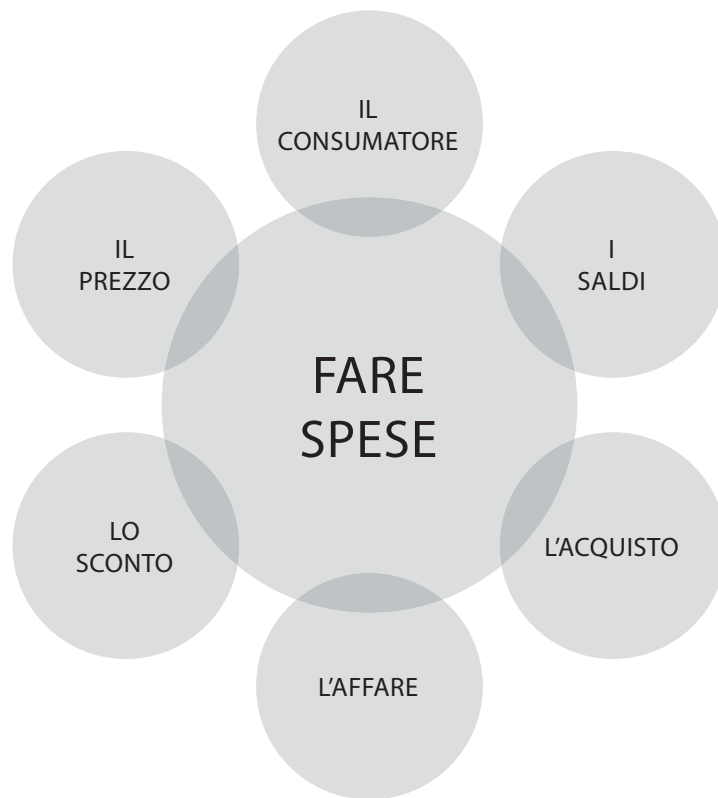 IL
CONSUMATORE
IL
PREZZO
I
SALDI
FARE
SPESE
LO
SCONTO
L'ACQUISTO
L'AFFARE